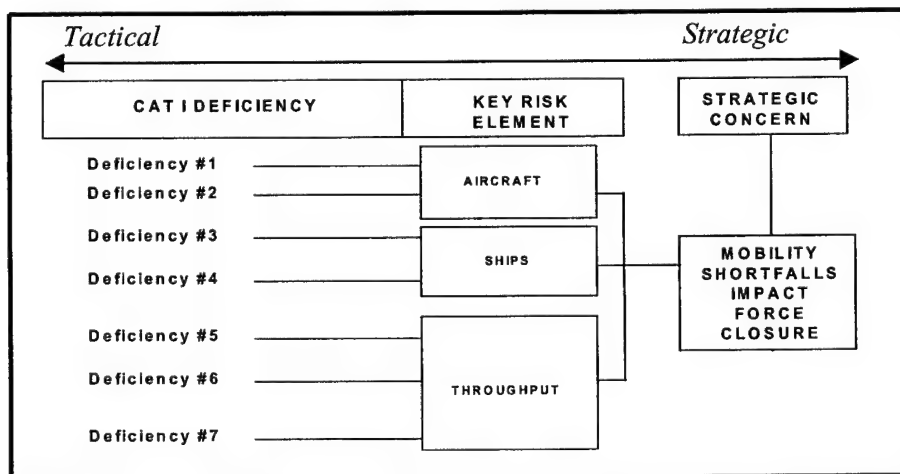 Tactical Strategic
CAT I DEFICIENCY
KEY RISK
ELEMENT
STRATEGIC
CONCERN
Deficiency #1
Deficiency #2
Deficiency #3
Deficiency #4
Deficiency #5
Deficiency #6
Deficiency #7
AIRCRAFT
SHIPS
THROUGHPUT
MOBILITY
SHORTFALLS
IMPACT
FORCE
CLOSURE